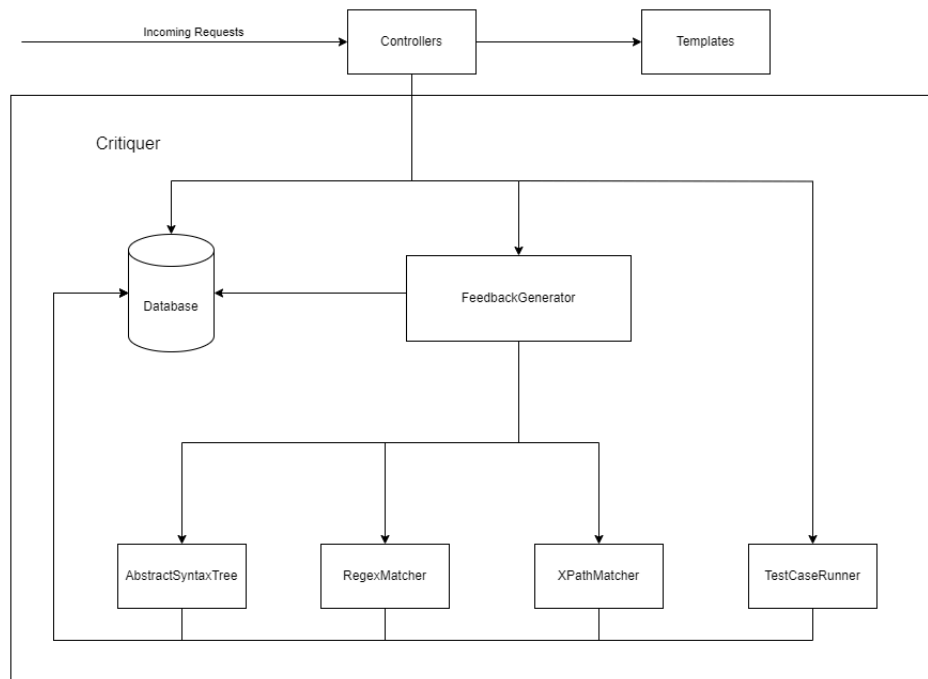 Incoming Requests
Controllers
Templates
Critiquer
Database
FeedbackGenerator
AbstractSyntaxTree
RegexMatcher
XPathMatcher
TestCaseRunner